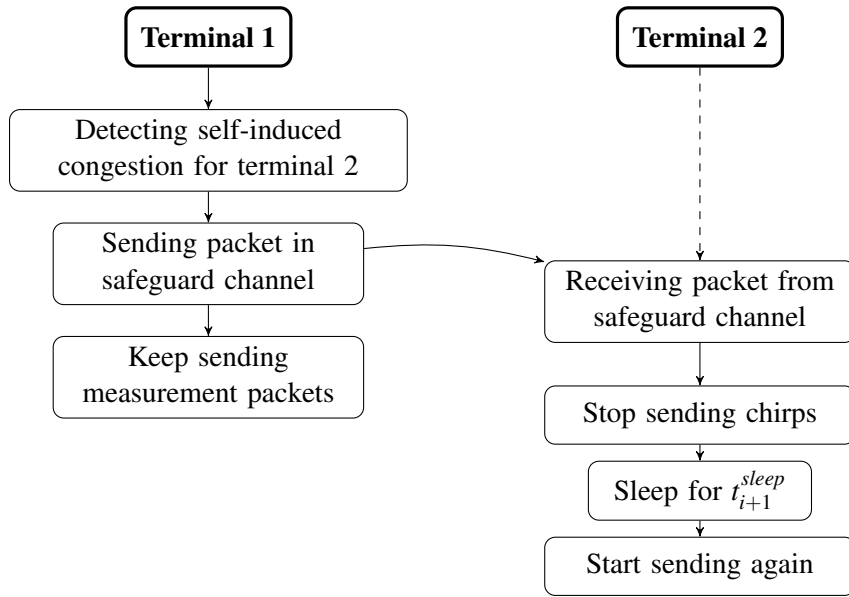 Terminal 1
Detecting self-induced
congestion for terminal 2
Sending packet in
safeguard channel
Keep sending
measurement packets
Terminal 2
Receiving packet from
safeguard channel
Stop sending chirps
Sleep for $t_{i+1}^{sleep}$
Start sending again